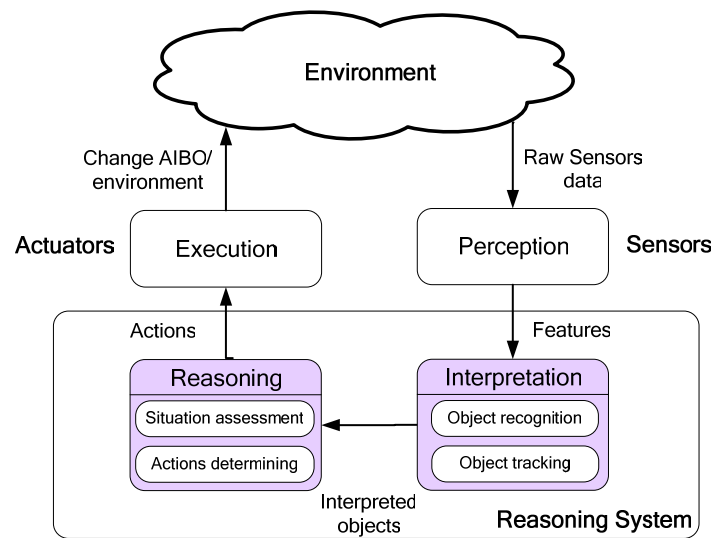 Environment
Change AIBO/
environment
Raw Sensors
data
Actuators
Execution
Perception
Sensors
Actions
Features
Reasoning
Situation assessment
Actions determining
Interpretation
Object recognition
Object tracking
Interpreted
objects
Reasoning System